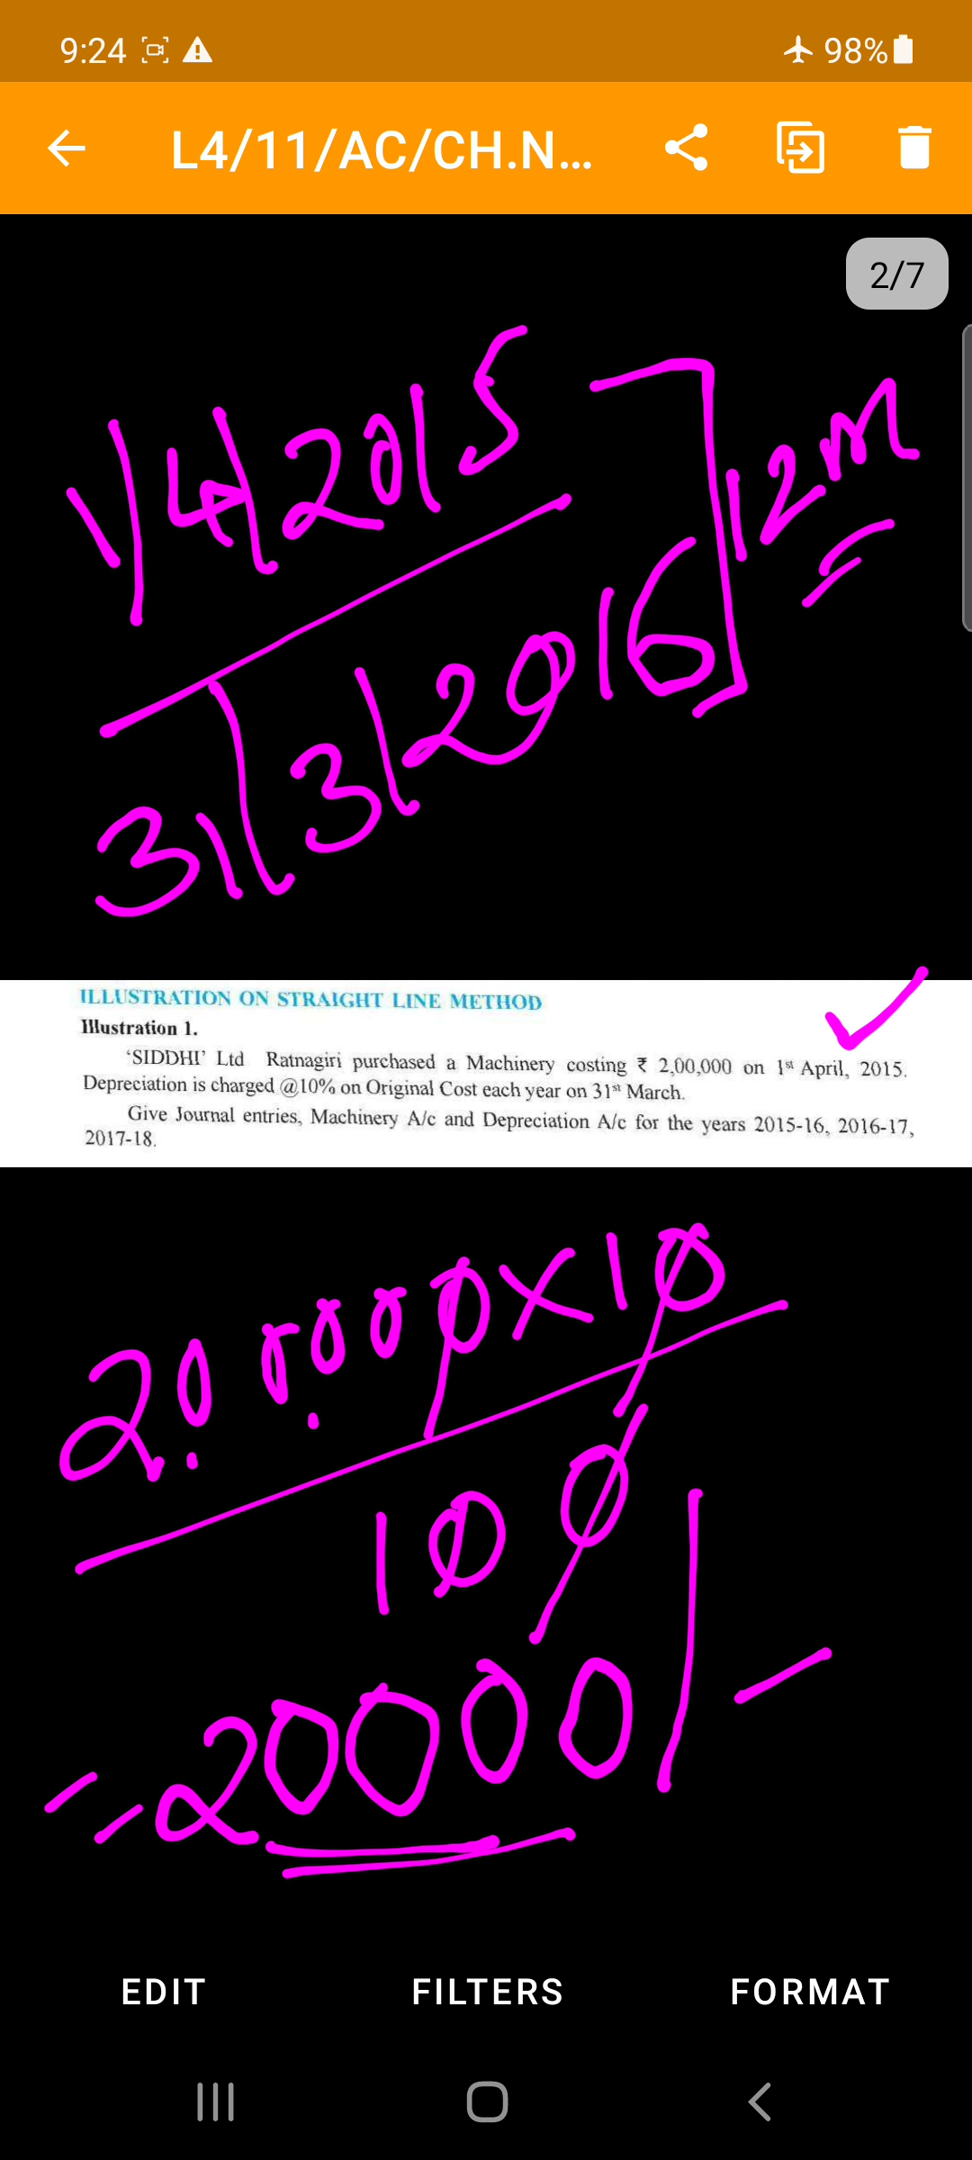 9:24
98%
L4/11/AC/CH.N...
2/7
1/4/2015
12M
31/3/2016
ILLUSTRATION ON STRAIGHT LINE METHOD
Illustration 1.
'SIDDHI' Ltd Ratnagiri purchased a Machinery costing ₹ 2,00,000 on 1st April, 2015.
Depreciation is charged @10% on Original Cost each year on 31st March.
Give Journal entries, Machinery A/c and Depreciation A/c for the years 2015-16, 2016-17,
2017-18.
2,00,000×10
100
=20000/-
EDIT FILTERS FORMAT